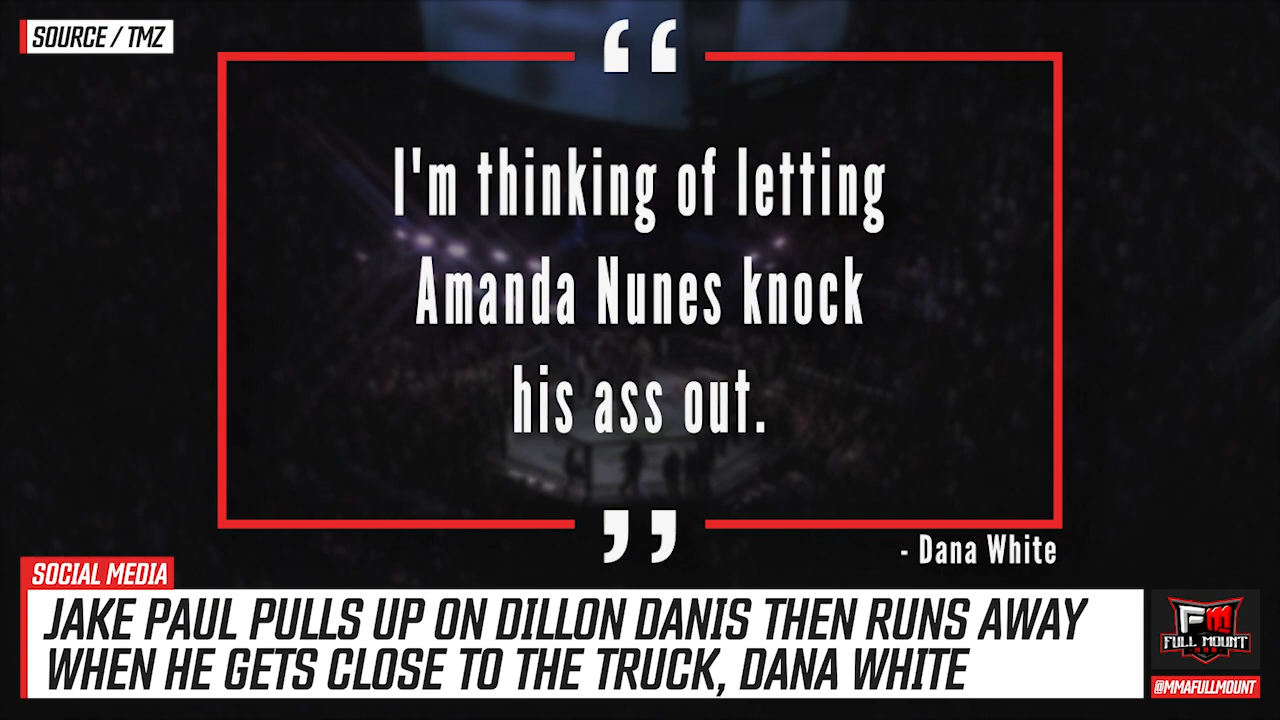 SOURCE / TMZ
“
I'm thinking of letting
Amanda Nunes knock
his ass out.
”
- Dana White
SOCIAL MEDIA
JAKE PAUL PULLS UP ON DILLON DANIS THEN RUNS AWAY
WHEN HE GETS CLOSE TO THE TRUCK, DANA WHITE
FM
FULL MOUNT
@MMAFULLMOUNT